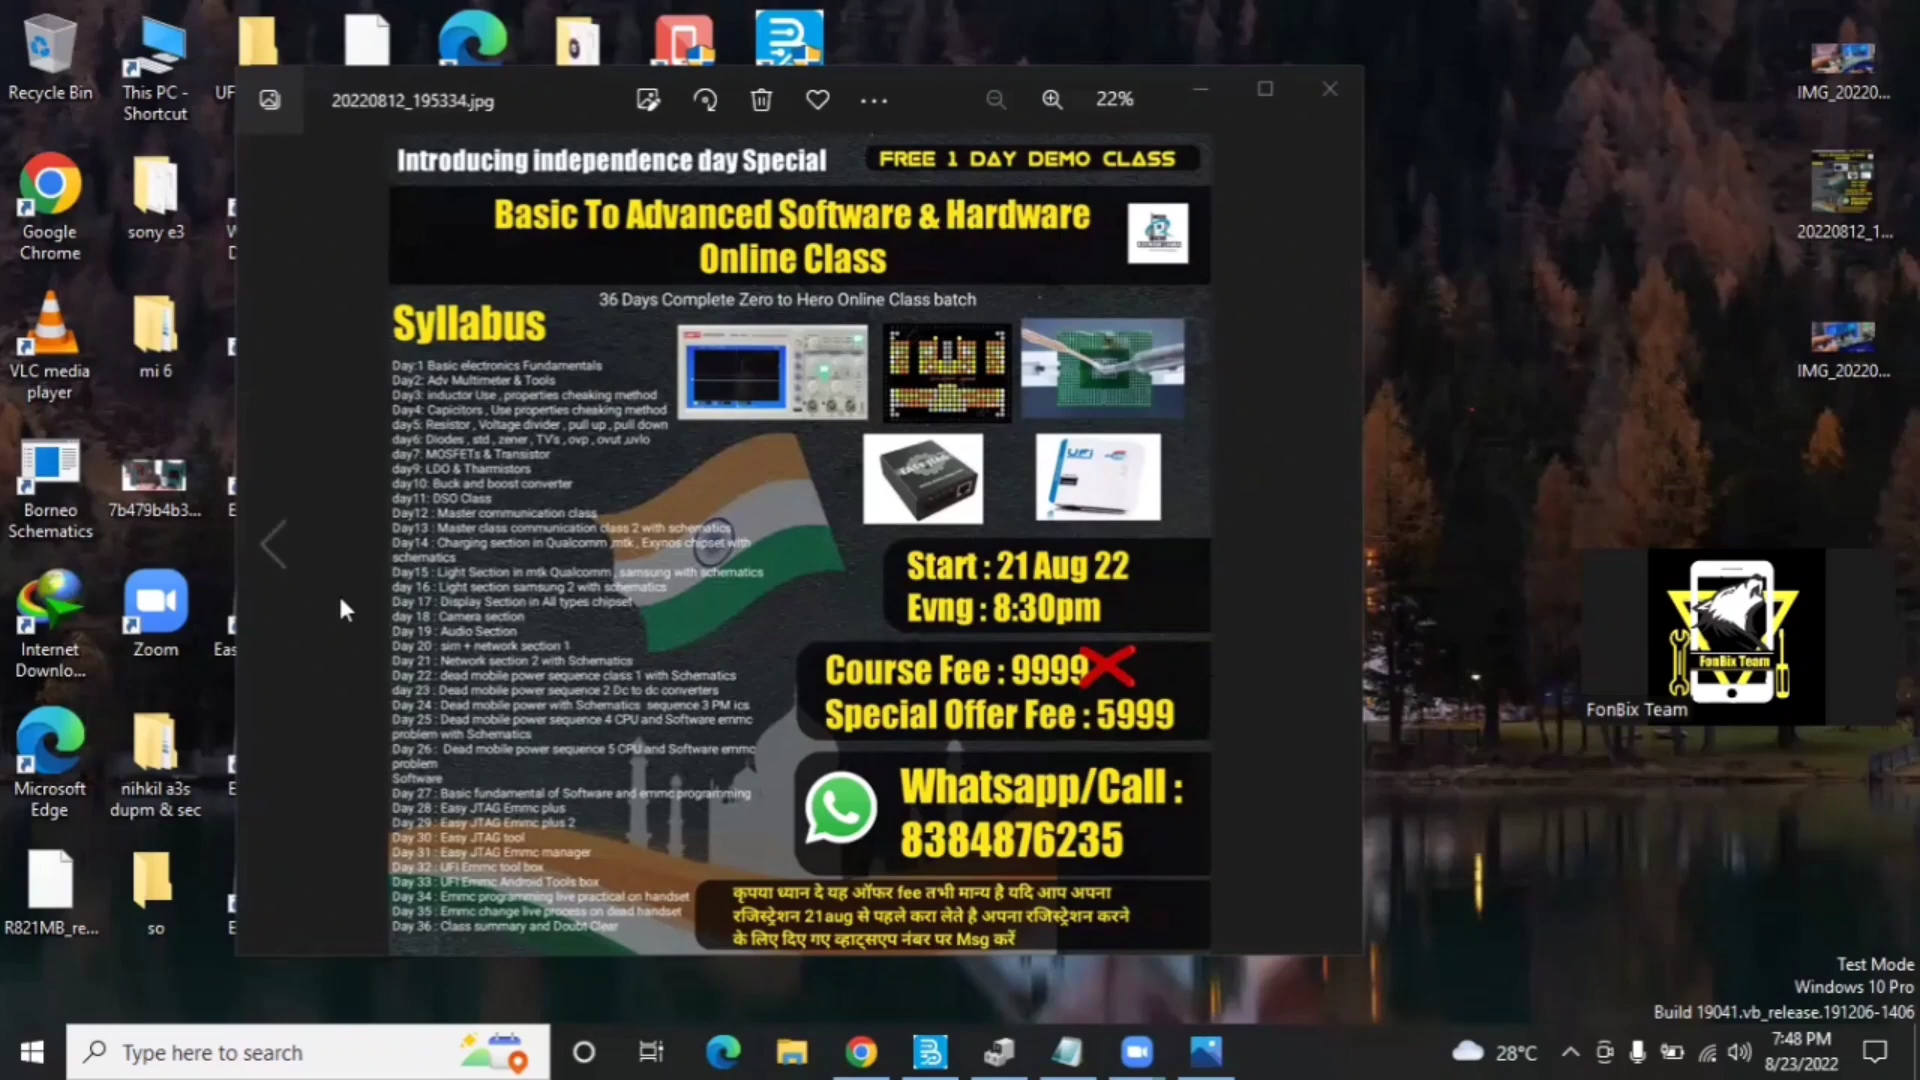 Recycle Bin
This PC -
Shortcut
UF
Google
Chrome
sony e3
VLC media
player
mi 6
Borneo
Schematics
7b479b4b3...
Internet
Downlo...
Zoom
Eas
Microsoft
Edge
nihkil a3s
dupm & sec
R821MB_re...
so
20220812_195334.jpg
22%
Introducing independence day Special
FREE 1 DAY DEMO CLASS
Basic To Advanced Software & Hardware
Online Class
36 Days Complete Zero to Hero Online Class batch
Syllabus
Day:1 Basic electronics Fundamentals
Day2: Adv Multimeter & Tools
Day3: inductor Use , properties cheaking method
Day4: Capicitors , Use properties cheaking method
day5: Resistor , Voltage divider , pull up , pull down
day6: Diodes , std , zener , TVs , ovp , ovut ,uvlo
day7: MOSFETs & Transistor
day9: LDO & Tharmistors
day10: Buck and boost converter
day11: DSO Class
Day12 : Master communication class
Day13 : Master class communication class 2 with schematics
Day14 : Charging section in Qualcomm ,mtk , Exynos chipset with
schematics
Day15 : Light Section in mtk Qualcomm , samsung with schematics
day 16 : Light section samsung 2 with schematics
Day 17 : Display Section in All types chipset
day 18 : Camera section
Day 19 : Audio Section
Day 20 : sim + network section 1
Day 21 : Network section 2 with Schematics
Day 22 : dead mobile power sequence class 1 with Schematics
day 23 : Dead mobile power sequence 2 Dc to dc converters
Day 24 : Dead mobile power with Schematics sequence 3 PM ics
Day 25 : Dead mobile power sequence 4 CPU and Software emmc
problem with Schematics
Day 26 : Dead mobile power sequence 5 CPU and Software emmc
problem
Software
Day 27 : Basic fundamental of Software and emmc programming
Day 28 : Easy JTAG Emmc plus
Day 29 : Easy JTAG Emmc plus 2
Day 30 : Easy JTAG tool
Day 31 : Easy JTAG Emmc manager
Day 32 : UFI Emmc tool box
Day 33 : UFI Emmc Android Tools box
Day 34 : Emmc programming live practical on handset
Day 35 : Emmc change live process on dead handset
Day 36 : Class summary and Doubt Clear
UFi
Start : 21 Aug 22
Evng : 8:30pm
Course Fee : 9999
Special Offer Fee : 5999
Whatsapp/Call :
8384876235
कृपया ध्यान दे यह ऑफर fee तभी मान्य है यदि आप अपना
रजिस्ट्रेशन 21aug से पहले करा लेते है अपना रजिस्ट्रेशन करने
के लिए दिए गए व्हाट्सएप नंबर पर Msg करें
IMG_20220...
20220812_1...
IMG_20220...
FonBix Team
FonBix Team
Test Mode
Windows 10 Pro
Build 19041.vb_release.191206-1406
Type here to search
28°C
7:48 PM
8/23/2022